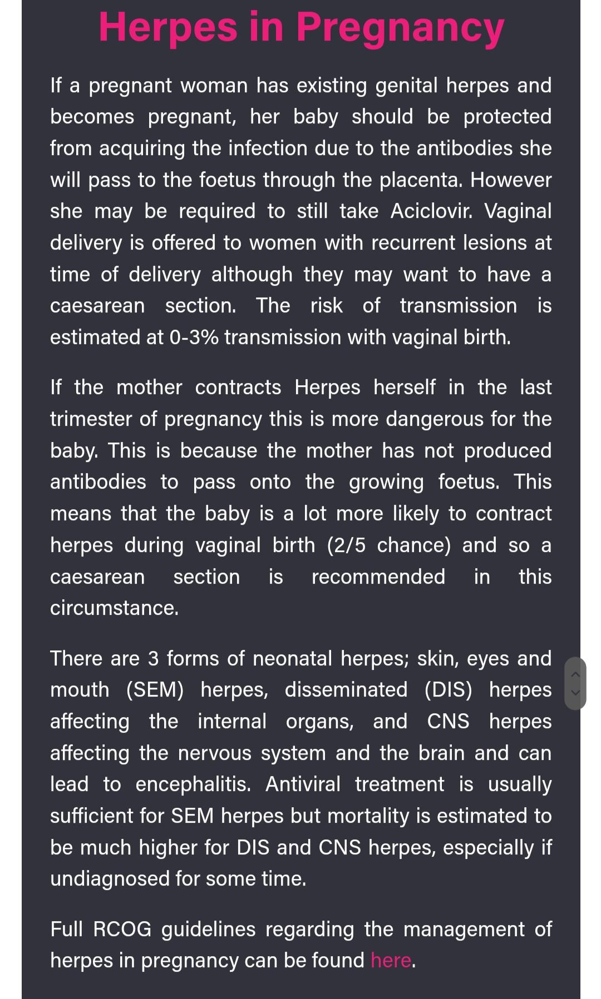 Herpes in Pregnancy
If a pregnant woman has existing genital herpes and
becomes pregnant, her baby should be protected
from acquiring the infection due to the antibodies she
will pass to the foetus through the placenta. However
she may be required to still take Aciclovir. Vaginal
delivery is offered to women with recurrent lesions at
time of delivery although they may want to have a
caesarean section. The risk of transmission is
estimated at 0-3% transmission with vaginal birth.
If the mother contracts Herpes herself in the last
trimester of pregnancy this is more dangerous for the
baby. This is because the mother has not produced
antibodies to pass onto the growing foetus. This
means that the baby is a lot more likely to contract
herpes during vaginal birth (2/5 chance) and so a
caesarean section is recommended in this
circumstance.
There are 3 forms of neonatal herpes; skin, eyes and
mouth (SEM) herpes, disseminated (DIS) herpes
affecting the internal organs, and CNS herpes
affecting the nervous system and the brain and can
lead to encephalitis. Antiviral treatment is usually
sufficient for SEM herpes but mortality is estimated to
be much higher for DIS and CNS herpes, especially if
undiagnosed for some time.
Full RCOG guidelines regarding the management of
herpes in pregnancy can be found here.